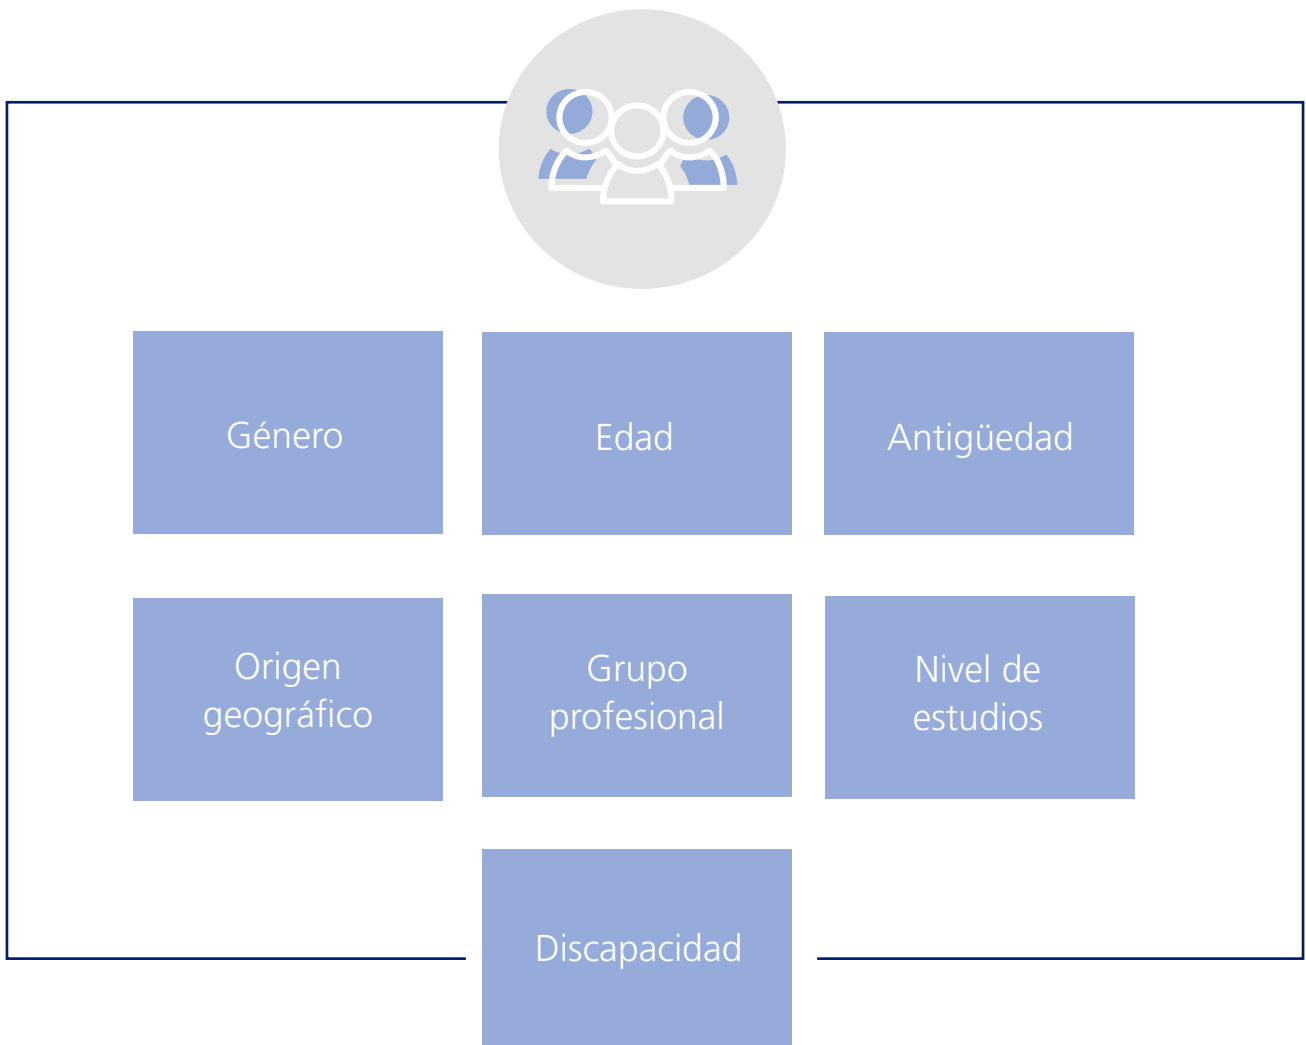 Género
Edad
Antigüedad
Origen
geográfico
Grupo
profesional
Nivel de
estudios
Discapacidad